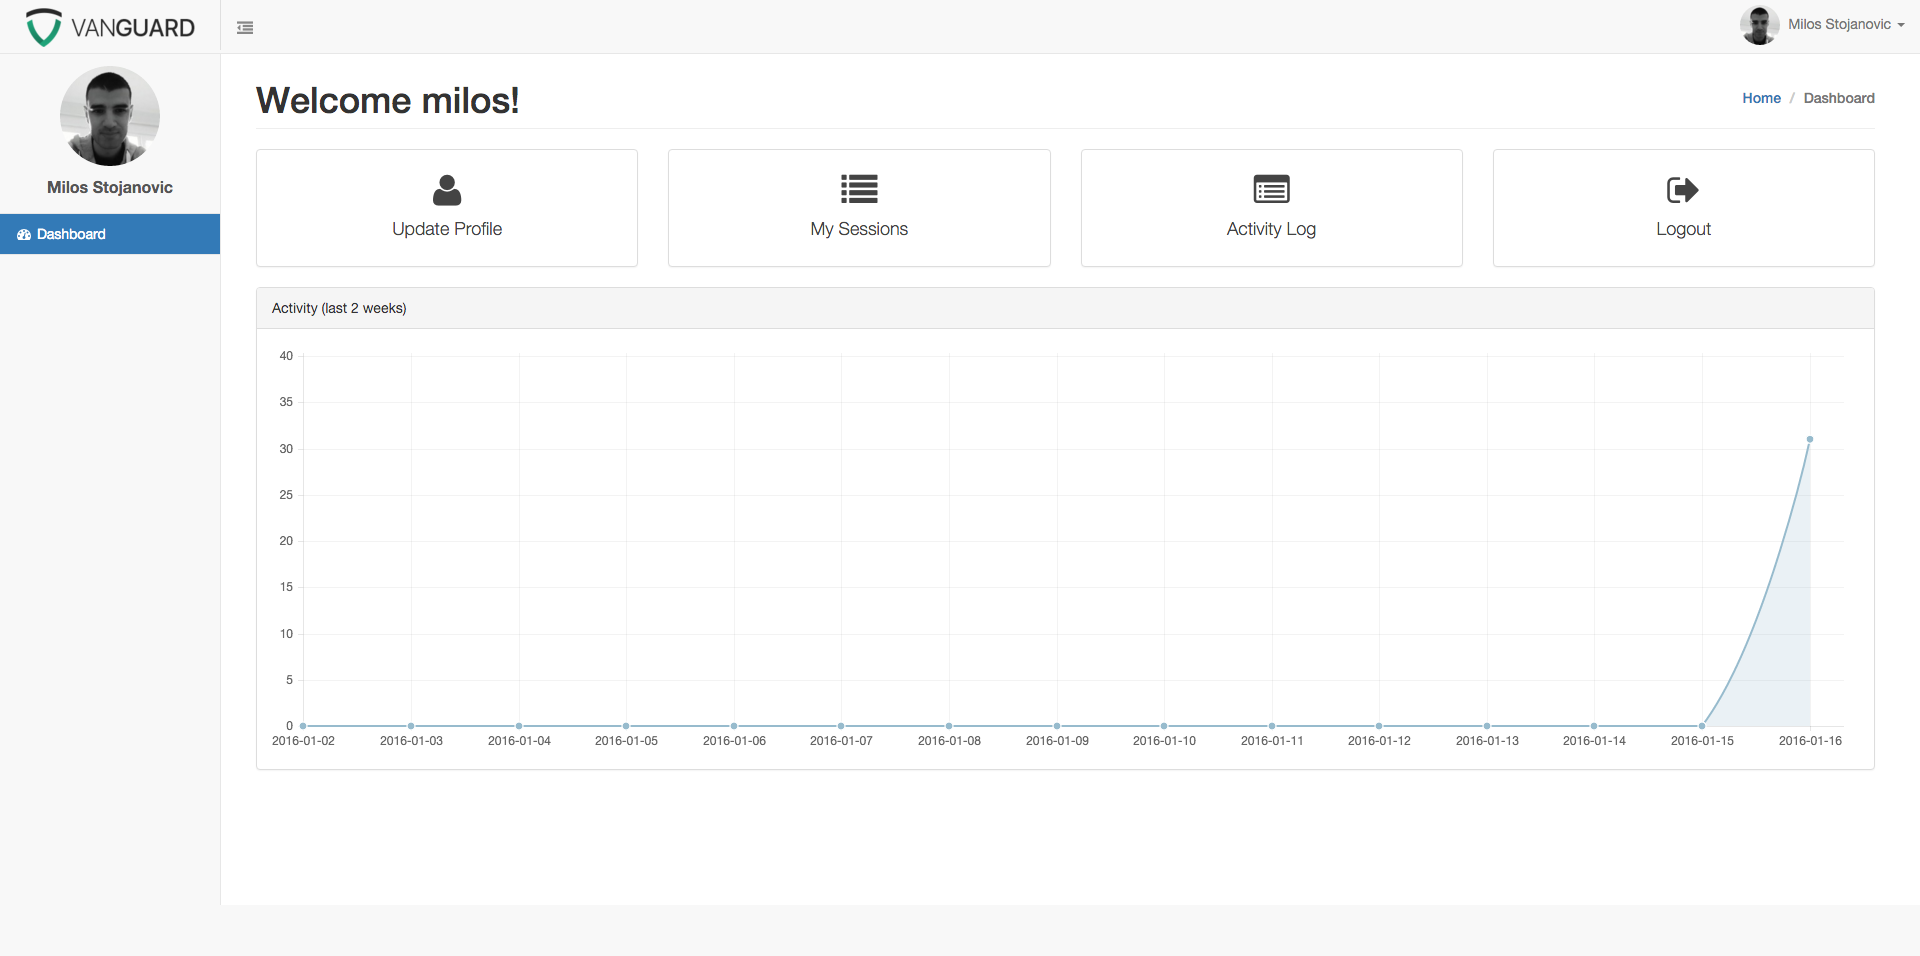 VANGUARD
Milos Stojanovic
Milos Stojanovic
Dashboard
Welcome milos!
Home / Dashboard
Update Profile
My Sessions
Activity Log
Logout
Activity (last 2 weeks)
40
35
30
25
20
15
10
5
0
2016-01-02 2016-01-03 2016-01-04 2016-01-05 2016-01-06 2016-01-07 2016-01-08 2016-01-09 2016-01-10 2016-01-11 2016-01-12 2016-01-13 2016-01-14 2016-01-15 2016-01-16